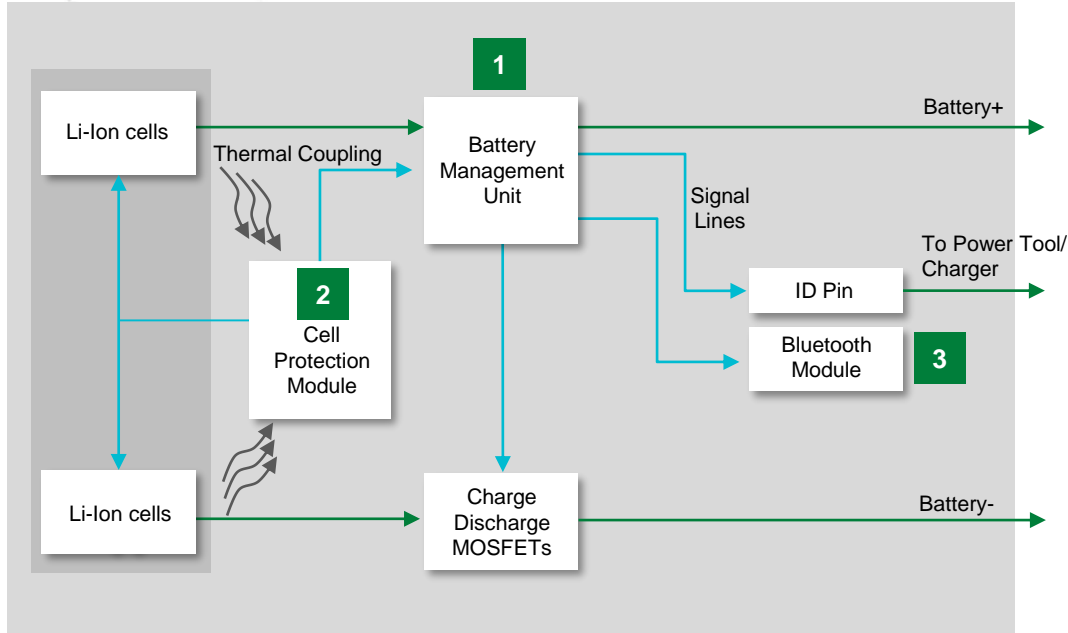 1
Li-Ion cells
Battery
Management
Unit
Battery+
Thermal Coupling
Signal
Lines
To Power Tool/
Charger
2
Cell
Protection
Module
ID Pin
Bluetooth
Module
3
Li-Ion cells
Charge
Discharge
MOSFETs
Battery-